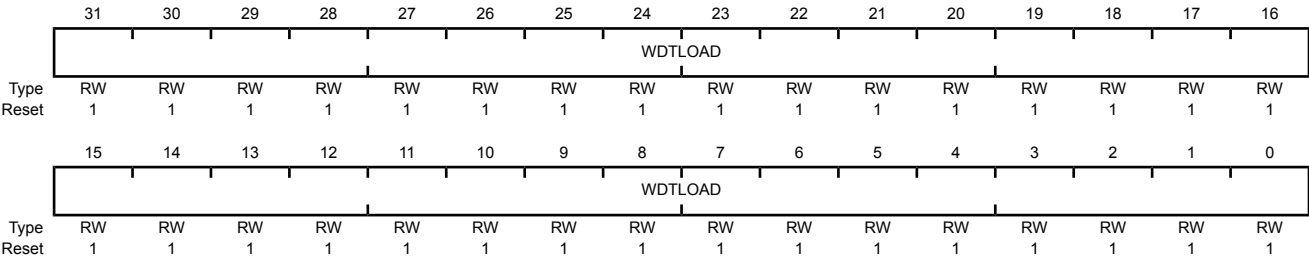 31 30 29 28 27 26 25 24 23 22 21 20 19 18 17 16
WDTLOAD
Type RW RW RW RW RW RW RW RW RW RW RW RW RW RW RW RW
Reset 1 1 1 1 1 1 1 1 1 1 1 1 1 1 1 1
15 14 13 12 11 10 9 8 7 6 5 4 3 2 1 0
WDTLOAD
Type RW RW RW RW RW RW RW RW RW RW RW RW RW RW RW RW
Reset 1 1 1 1 1 1 1 1 1 1 1 1 1 1 1 1